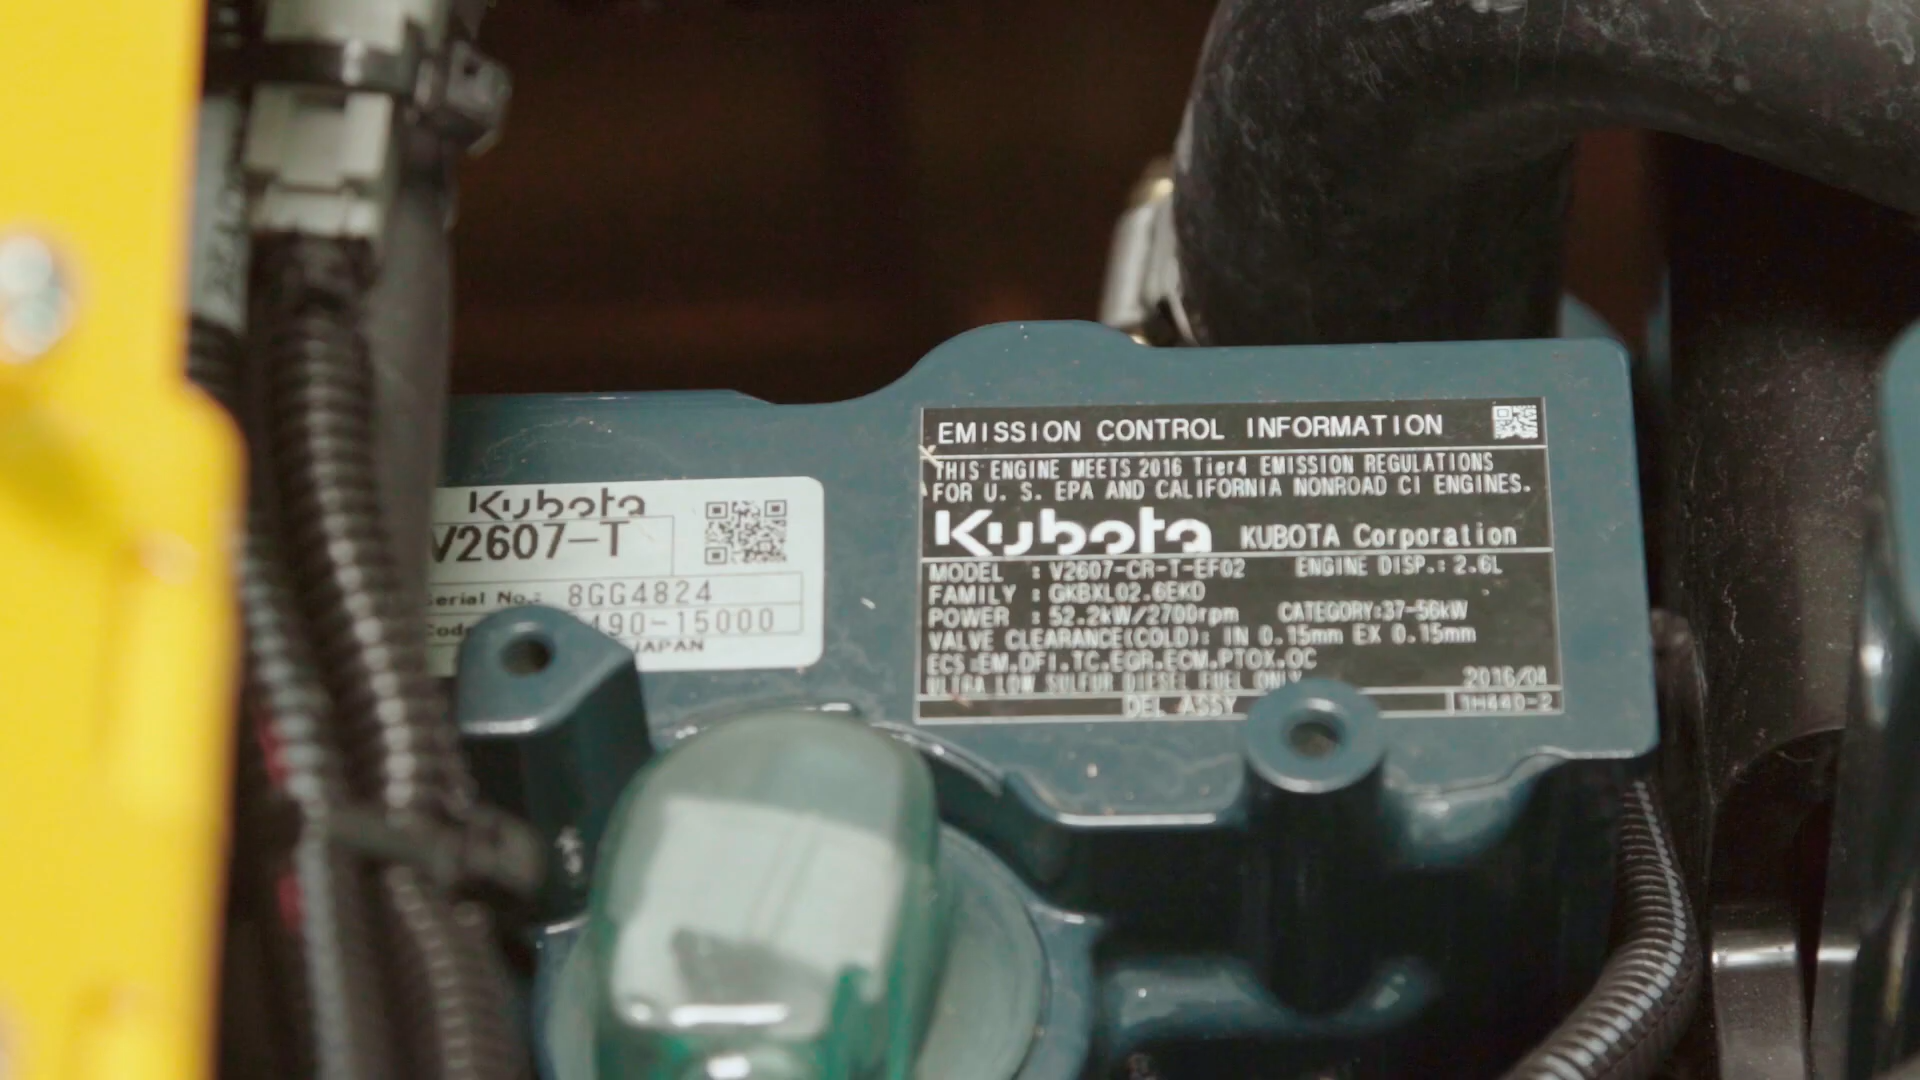 Kubota
V2607-T
Serial No.: 8GG4824
Code 490-15000
JAPAN
EMISSION CONTROL INFORMATION
THIS ENGINE MEETS 2016 Tier4 EMISSION REGULATIONS
FOR U. S. EPA AND CALIFORNIA NONROAD CI ENGINES.
Kubota KUBOTA Corporation
MODEL : V2607-CR-T-EF02 ENGINE DISP.: 2.6L
FAMILY : GKBXL02.6EKD
POWER : 52.2kW/2700rpm CATEGORY:37-56kW
VALVE CLEARANCE(COLD): IN 0.15mm EX 0.15mm
ECS:EM.DFI.TC.EGR.ECM.PTOX.OC
ULTRA LOW SULFUR DIESEL FUEL ONLY 2016/04
DEL ASSY 1H440-2